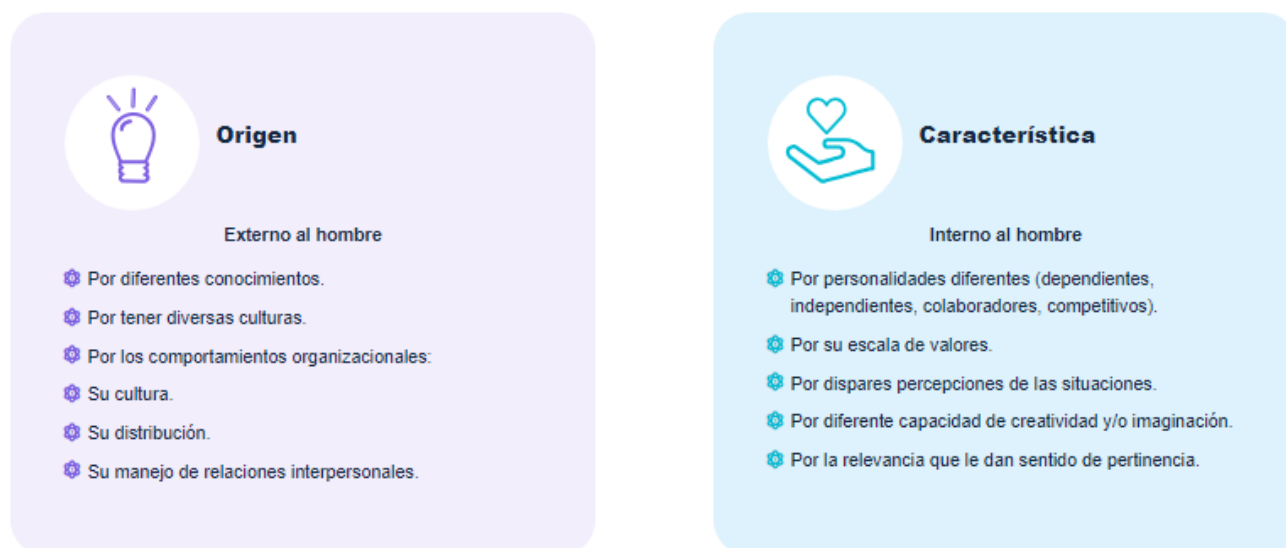 Origen
Externo al hombre
Por diferentes conocimientos.
Por tener diversas culturas.
Por los comportamientos organizacionales:
Su cultura.
Su distribución.
Su manejo de relaciones interpersonales.
Característica
Interno al hombre
Por personalidades diferentes (dependientes,
independientes, colaboradores, competitivos).
Por su escala de valores.
Por dispares percepciones de las situaciones.
Por diferente capacidad de creatividad y/o imaginación.
Por la relevancia que le dan sentido de pertinencia.